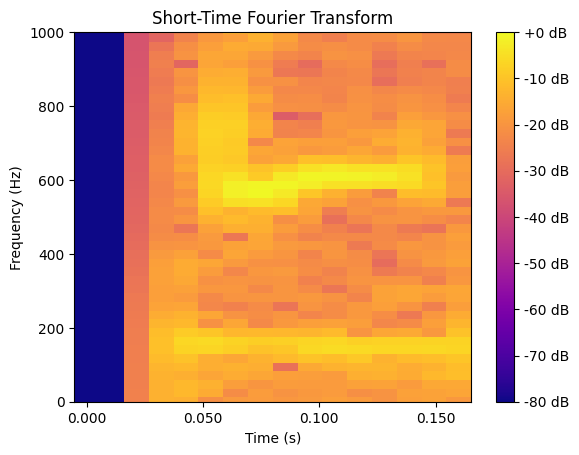 Short-Time Fourier Transform
1000
800
600
400
200
0
Frequency (Hz)
0.000
0.050
0.100
0.150
Time (s)
+0 dB
-10 dB
-20 dB
-30 dB
-40 dB
-50 dB
-60 dB
-70 dB
-80 dB